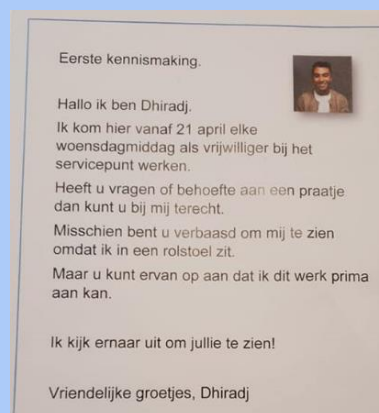 Eerste kennismaking.
Hallo ik ben Dhiradj.
Ik kom hier vanaf 21 april elke
woensdagmiddag als vrijwilliger bij het
servicepunt werken.
Heeft u vragen of behoefte aan een praatje
dan kunt u bij mij terecht.
Misschien bent u verbaasd om mij te zien
omdat ik in een rolstoel zit.
Maar u kunt ervan op aan dat ik dit werk prima
aan kan.
Ik kijk ernaar uit om jullie te zien!
Vriendelijke groetjes, Dhiradj